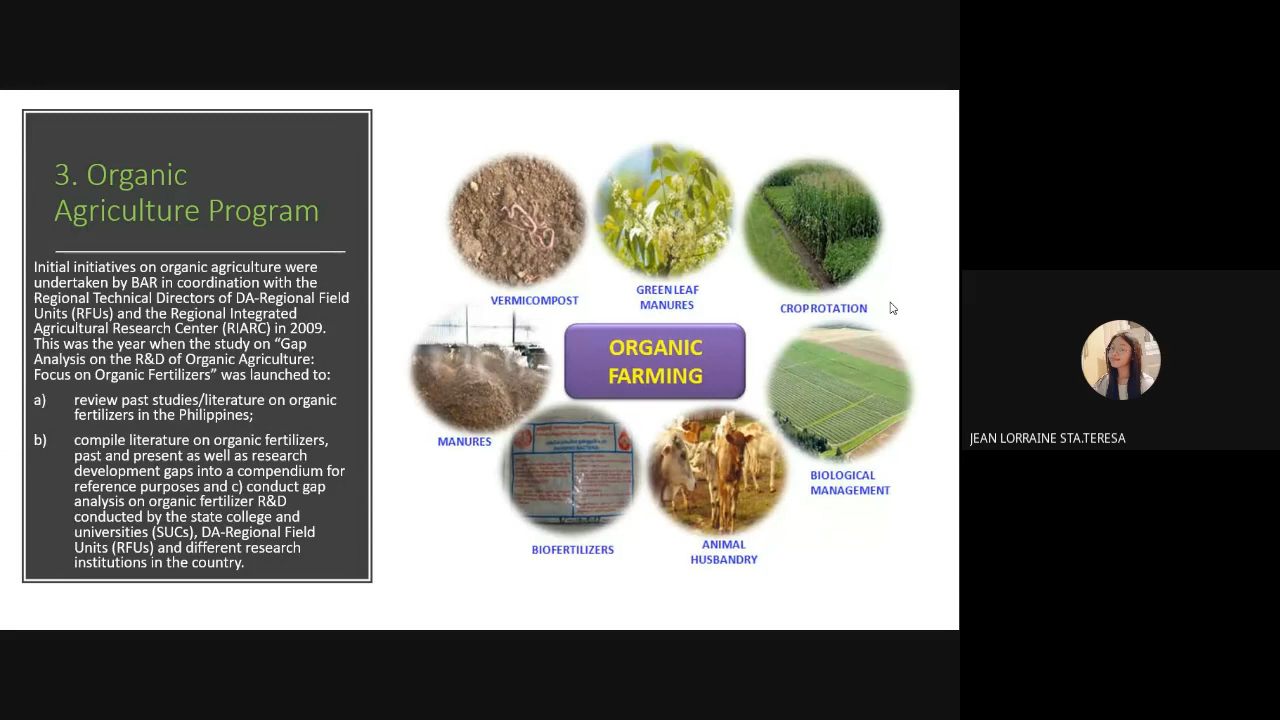 3. Organic
Agriculture Program
Initial initiatives on organic agriculture were
undertaken by BAR in coordination with the
Regional Technical Directors of DA-Regional Field
Units (RFUs) and the Regional Integrated
Agricultural Research Center (RIARC) in 2009.
This was the year when the study on “Gap
Analysis on the R&D of Organic Agriculture:
Focus on Organic Fertilizers” was launched to:
a) review past studies/literature on organic
fertilizers in the Philippines;
b) compile literature on organic fertilizers,
past and present as well as research
development gaps into a compendium for
reference purposes and c) conduct gap
analysis on organic fertilizer R&D
conducted by the state college and
universities (SUCs), DA-Regional Field
Units (RFUs) and different research
institutions in the country.
VERMICOMPOST
GREEN LEAF
MANURES
CROP ROTATION
ORGANIC
FARMING
MANURES
BIOLOGICAL
MANAGEMENT
BIOFERTILIZERS
ANIMAL
HUSBANDRY
JEAN LORRAINE STA.TERESA